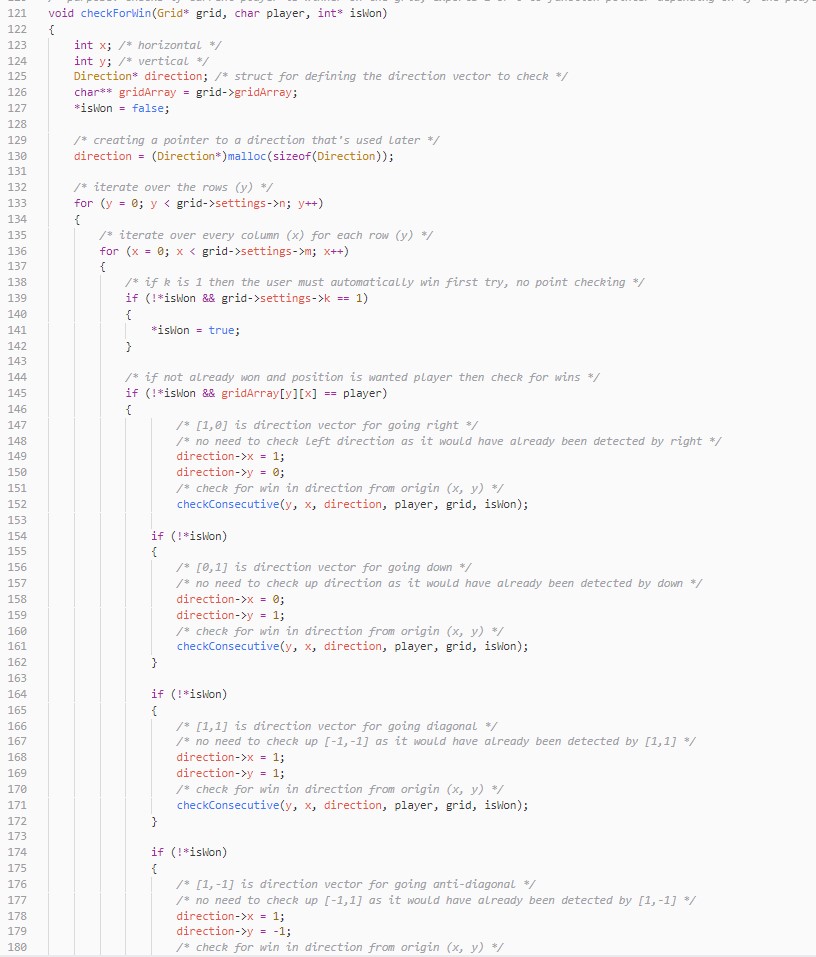 121 void checkForWin(Grid* grid, char player, int* isWon)
122 {
123 int x; /* horizontal */
124 int y; /* vertical */
125 Direction* direction; /* struct for defining the direction vector to check */
126 char** gridArray = grid->gridArray;
127 *isWon = false;
128
129 /* creating a pointer to a direction that's used later */
130 direction = (Direction*)malloc(sizeof(Direction));
131
132 /* iterate over the rows (y) */
133 for (y = 0; y < grid->settings->n; y++)
134 {
135 /* iterate over every column (x) for each row (y) */
136 for (x = 0; x < grid->settings->m; x++)
137 {
138 /* if k is 1 then the user must automatically win first try, no point checking */
139 if (!*isWon && grid->settings->k == 1)
140 {
141 *isWon = true;
142 }
143
144 /* if not already won and position is wanted player then check for wins */
145 if (!*isWon && gridArray[y][x] == player)
146 {
147 /* [1,0] is direction vector for going right */
148 /* no need to check left direction as it would have already been detected by right */
149 direction->x = 1;
150 direction->y = 0;
151 /* check for win in direction from origin (x, y) */
152 checkConsecutive(y, x, direction, player, grid, isWon);
153
154 if (!*isWon)
155 {
156 /* [0,1] is direction vector for going down */
157 /* no need to check up direction as it would have already been detected by down */
158 direction->x = 0;
159 direction->y = 1;
160 /* check for win in direction from origin (x, y) */
161 checkConsecutive(y, x, direction, player, grid, isWon);
162 }
163
164 if (!*isWon)
165 {
166 /* [1,1] is direction vector for going diagonal */
167 /* no need to check up [-1,-1] as it would have already been detected by [1,1] */
168 direction->x = 1;
169 direction->y = 1;
170 /* check for win in direction from origin (x, y) */
171 checkConsecutive(y, x, direction, player, grid, isWon);
172 }
173
174 if (!*isWon)
175 {
176 /* [1,-1] is direction vector for going anti-diagonal */
177 /* no need to check up [-1,1] as it would have already been detected by [1,-1] */
178 direction->x = 1;
179 direction->y = -1;
180 /* check for win in direction from origin (x, y) */